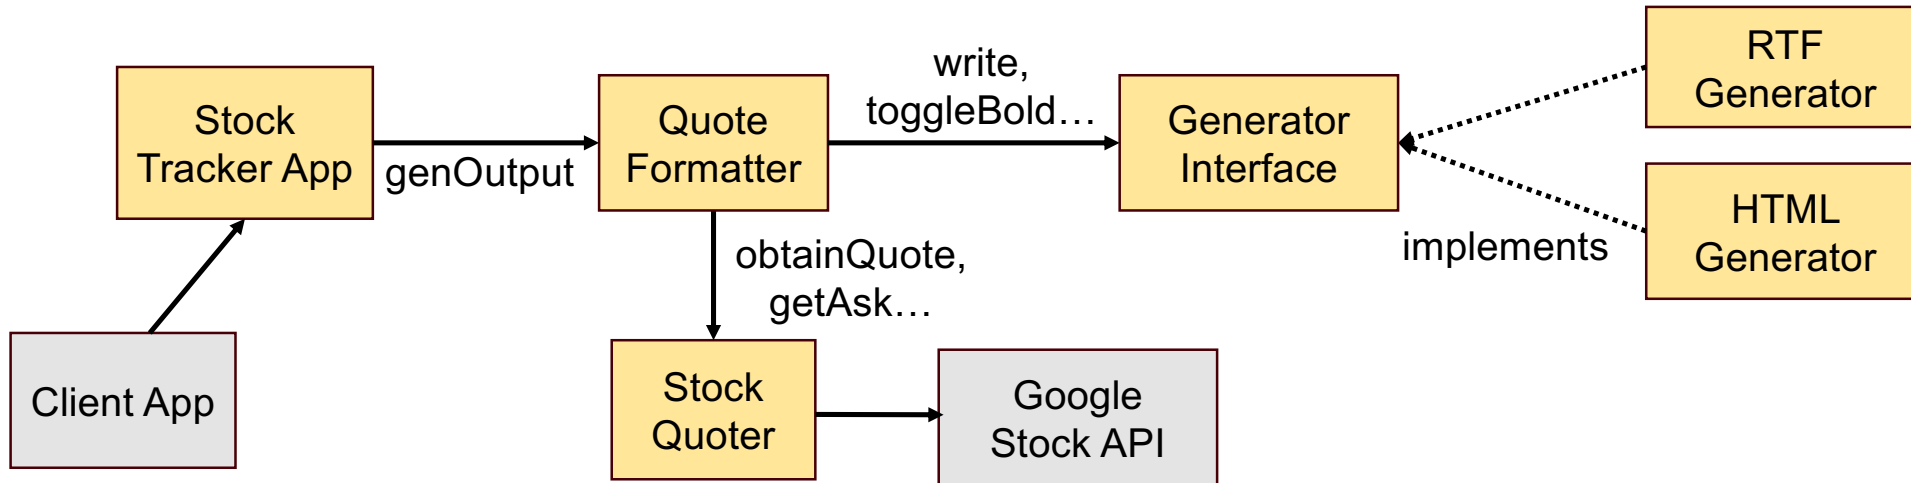 Stock
Tracker App
genOutput
Quote
Formatter
write,
toggleBold…
Generator
Interface
RTF
Generator
HTML
Generator
implements
obtainQuote,
getAsk…
Client App
Stock
Quoter
Google
Stock API